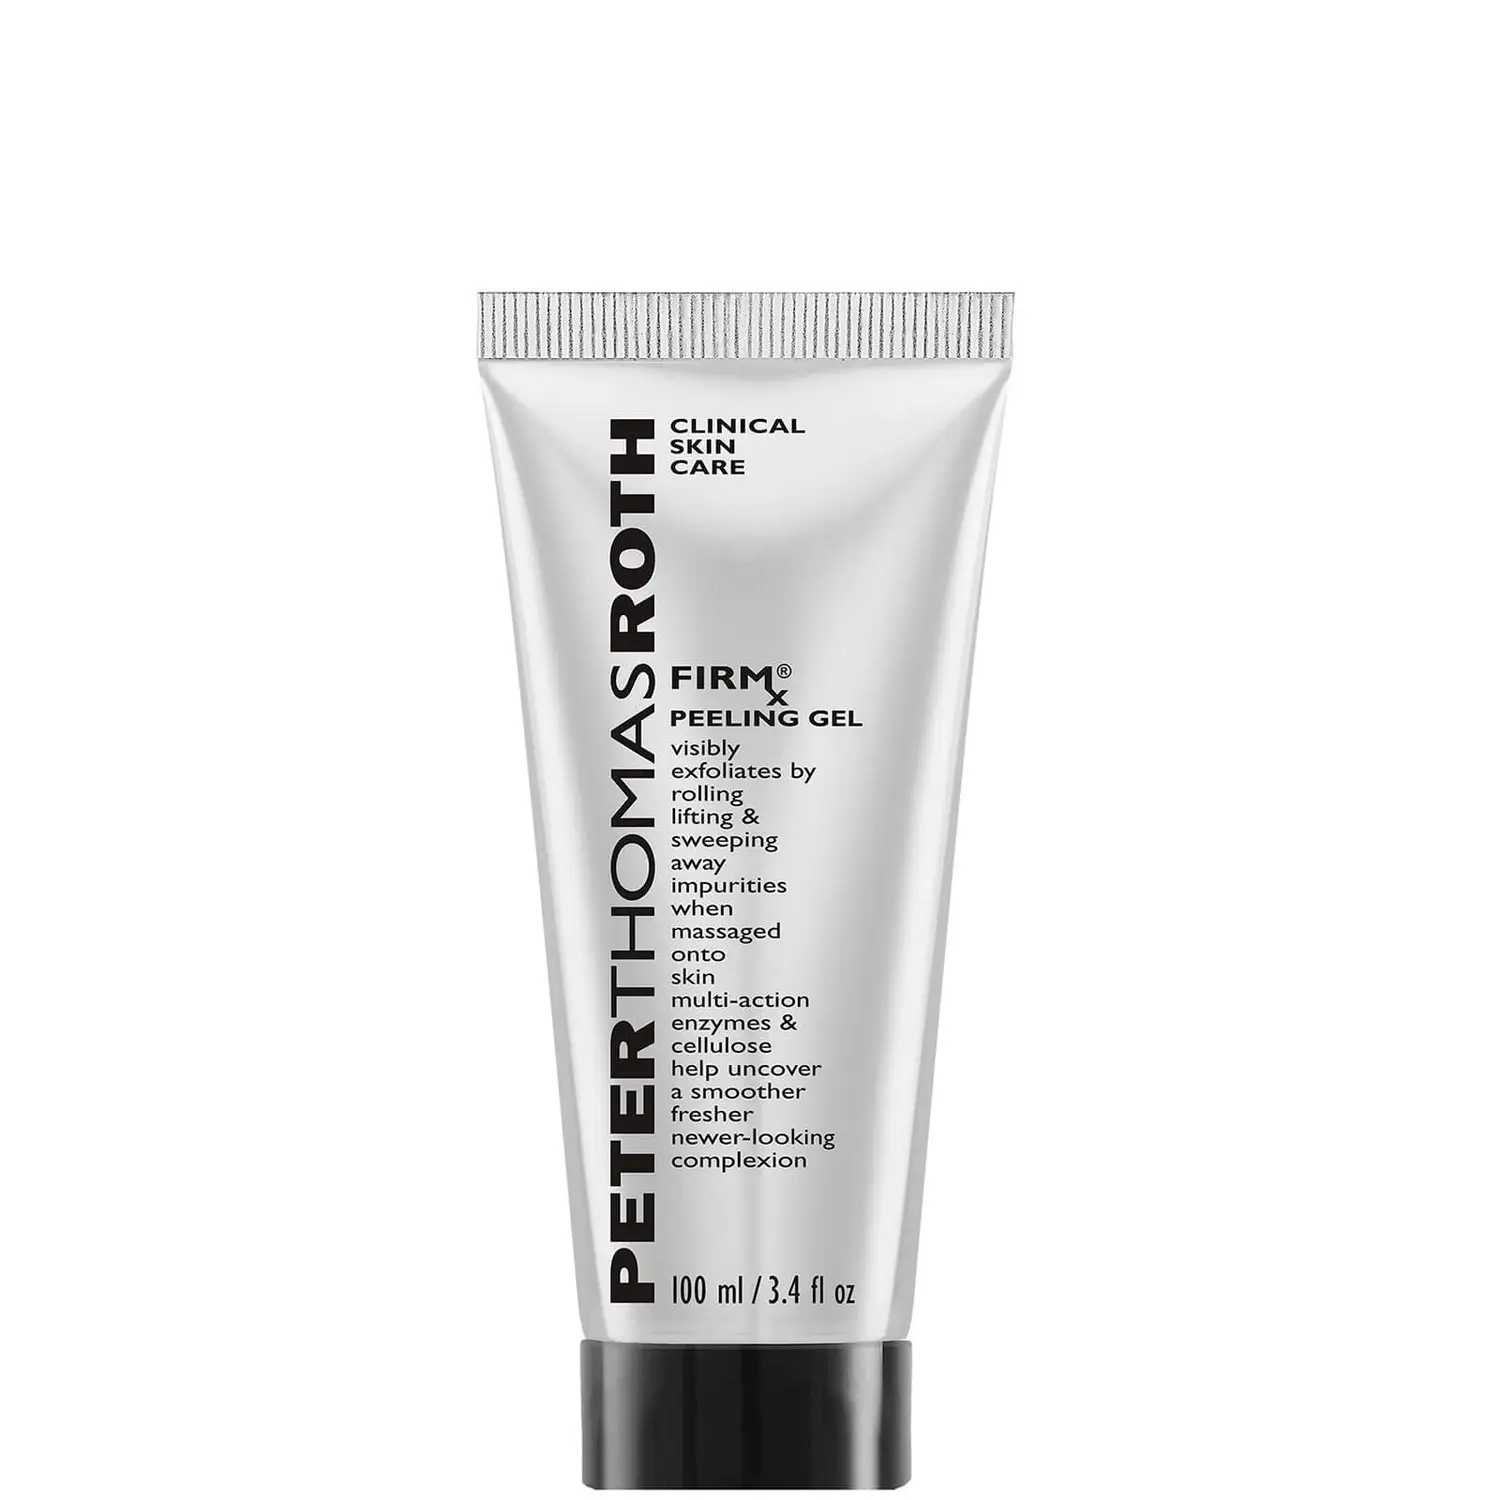 PETERTHOMASROTH
CLINICAL
SKIN
CARE
FIRMX®
PEELING GEL
visibly
exfoliates by
rolling
lifting &
sweeping
away
impurities
when
massaged
onto
skin
multi-action
enzymes &
cellulose
help uncover
a smoother
fresher
newer-looking
complexion
100 ml / 3.4 fl oz